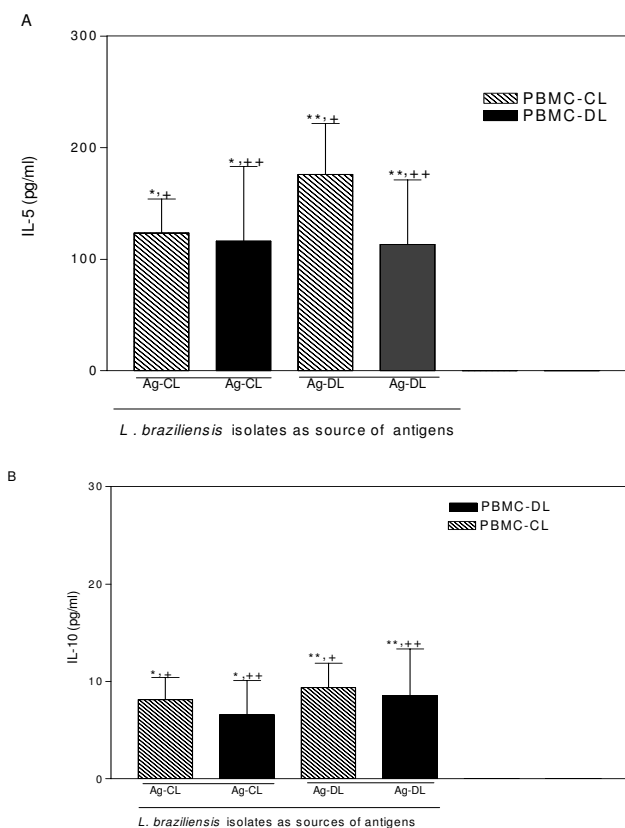 A
300
PBMC-CL
PBMC-DL
**,+
200
*,++
**,++
*,+
IL-5 (pg/ml)
100
0
Ag-CL Ag-CL Ag-DL Ag-DL
L. braziliensis isolates as source of antigens
B
30
PBMC-DL
PBMC-CL
20
IL-10 (pg/ml)
**,++
**,+
*,+ *,++
10
0
Ag-CL Ag-CL Ag-DL Ag-DL
L. braziliensis isolates as sources of antigens